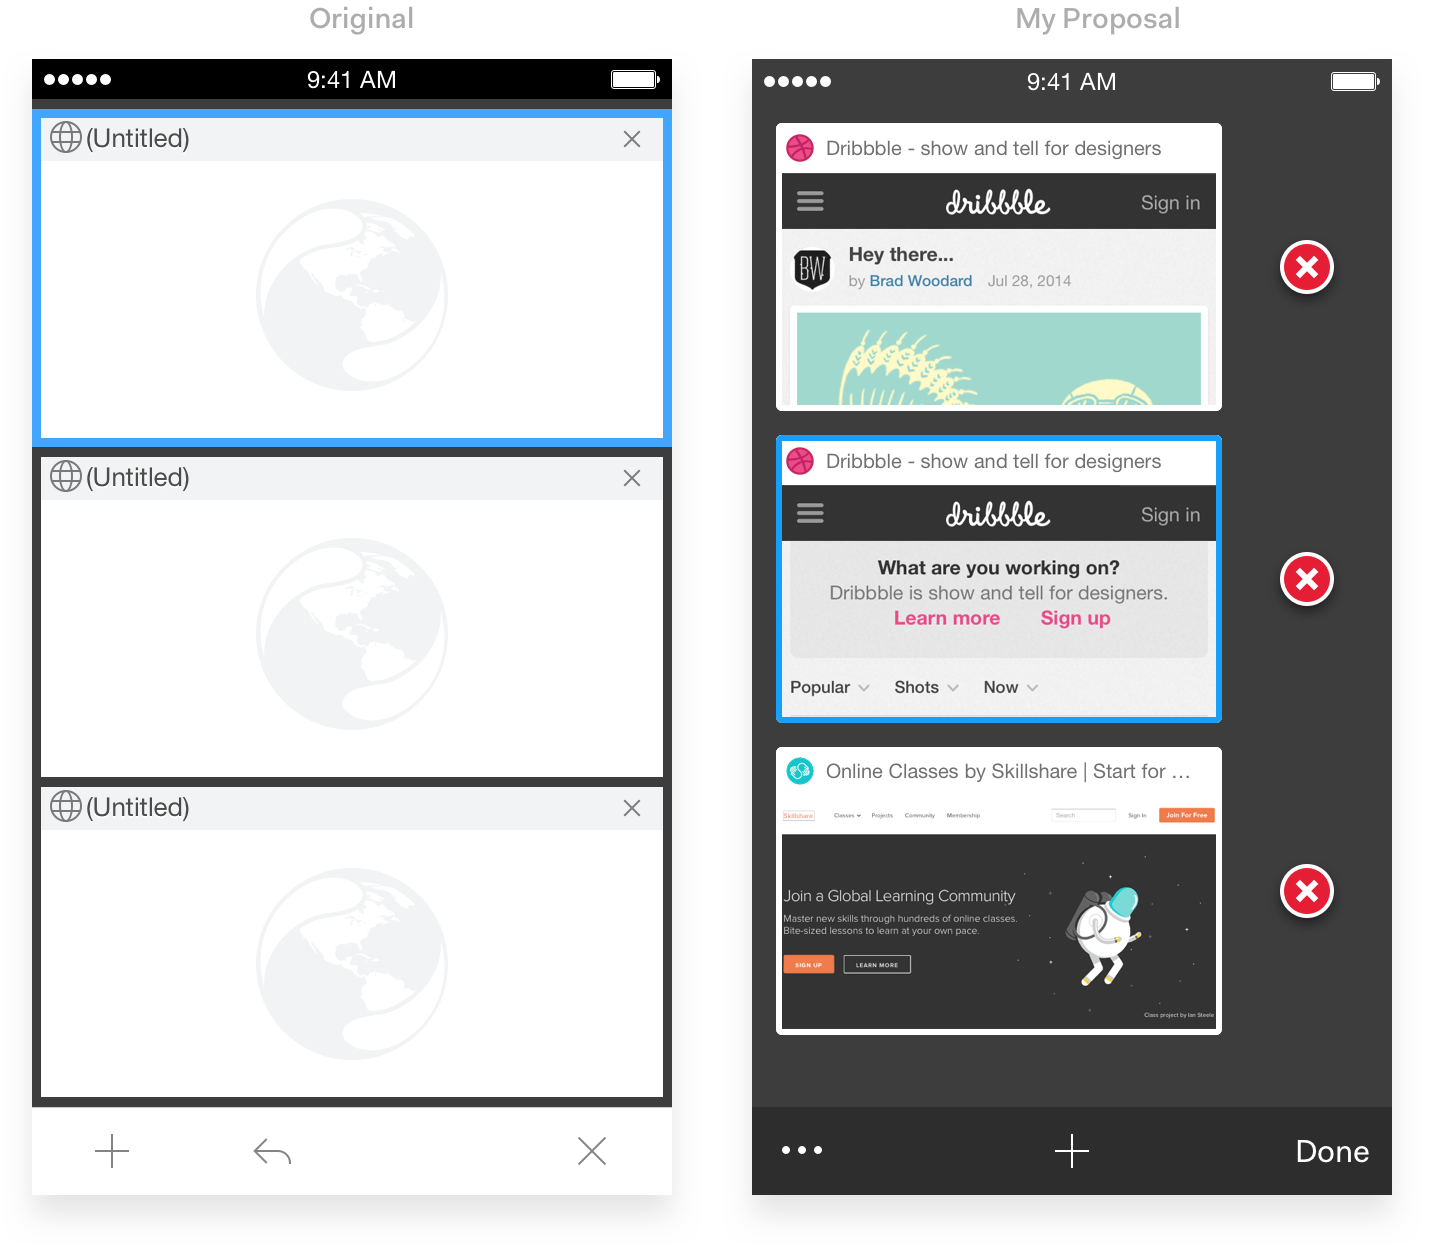 Original
My Proposal
9:41 AM
(Untitled)
(Untitled)
(Untitled)
9:41 AM
Dribbble - show and tell for designers
dribbble
Sign in
BW
Hey there...
by Brad Woodard Jul 28, 2014
Dribbble - show and tell for designers
dribbble
Sign in
What are you working on?
Dribbble is show and tell for designers.
Learn more Sign up
Popular Shots Now
Online Classes by Skillshare | Start for ...
Skillshare Classes Projects Community Membership Search Sign In Join For Free
Join a Global Learning Community
Master new skills through hundreds of online classes.
Bite-sized lessons to learn at your own pace.
SIGN UP LEARN MORE
Class project by Ian Steele
Done